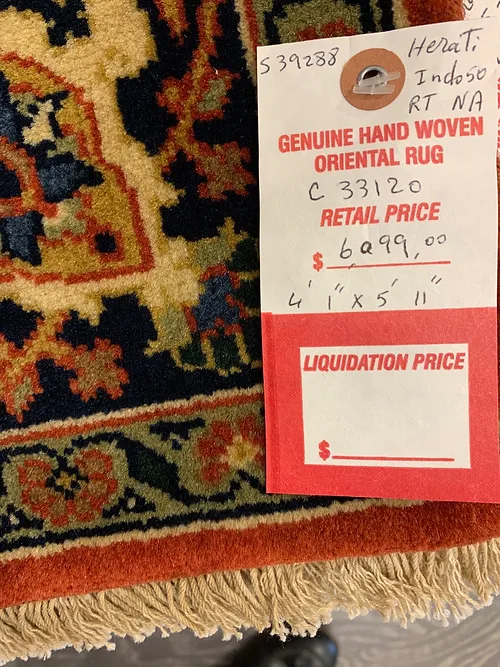 S39288
Herati
Indo50
RT NA
GENUINE HAND WOVEN
ORIENTAL RUG
C 33120
RETAIL PRICE
$ 6,999.00
4' 1" X 5' 11"
LIQUIDATION PRICE
$